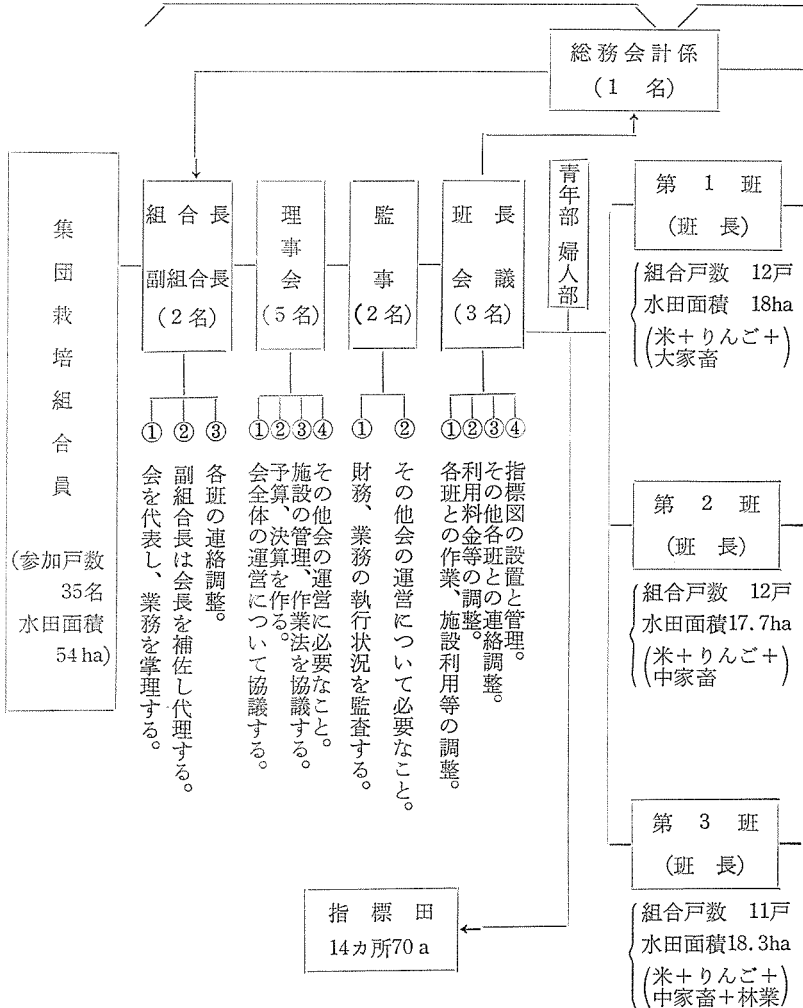 総務会計係
(1 名)
集団栽培組合員
(参加戸数
35名
水田面積
54ha)
組合長
副組合長
(2名)
① 会を代表し、業務を掌理する。
② 副組合長は会長を補佐し代理する。
③ 各班の連絡調整。
理事会
(5名)
① 会全体の運営について協議する。
② 予算、決算を作る。
③ 施設の管理、作業法を協議する。
④ その他会の運営に必要なこと。
監事
(2名)
① 財務、業務の執行状況を監査する。
② その他会の運営について必要なこと。
班長
会議
(3名)
① 各班との作業、施設利用等の調整。
② 利用料金等の調整。
③ その他各班との連絡調整。
④ 指標図の設置と管理。
青年部 婦人部
指標田
14カ所70a
第1班
(班長)
組合戸数 12戸
水田面積 18ha
(米+りんご+
大家畜)
第2班
(班長)
組合戸数 12戸
水田面積17.7ha
(米+りんご+
中家畜)
第3班
(班長)
組合戸数 11戸
水田面積18.3ha
(米+りんご+
中家畜+林業)